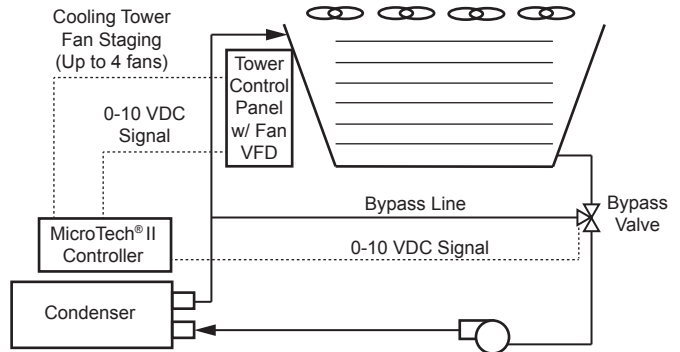 Cooling Tower
Fan Staging
(Up to 4 fans)
Tower
Control
Panel
w/ Fan
VFD
0-10 VDC
Signal
Bypass Line
Bypass
Valve
MicroTech® II
Controller
0-10 VDC Signal
Condenser